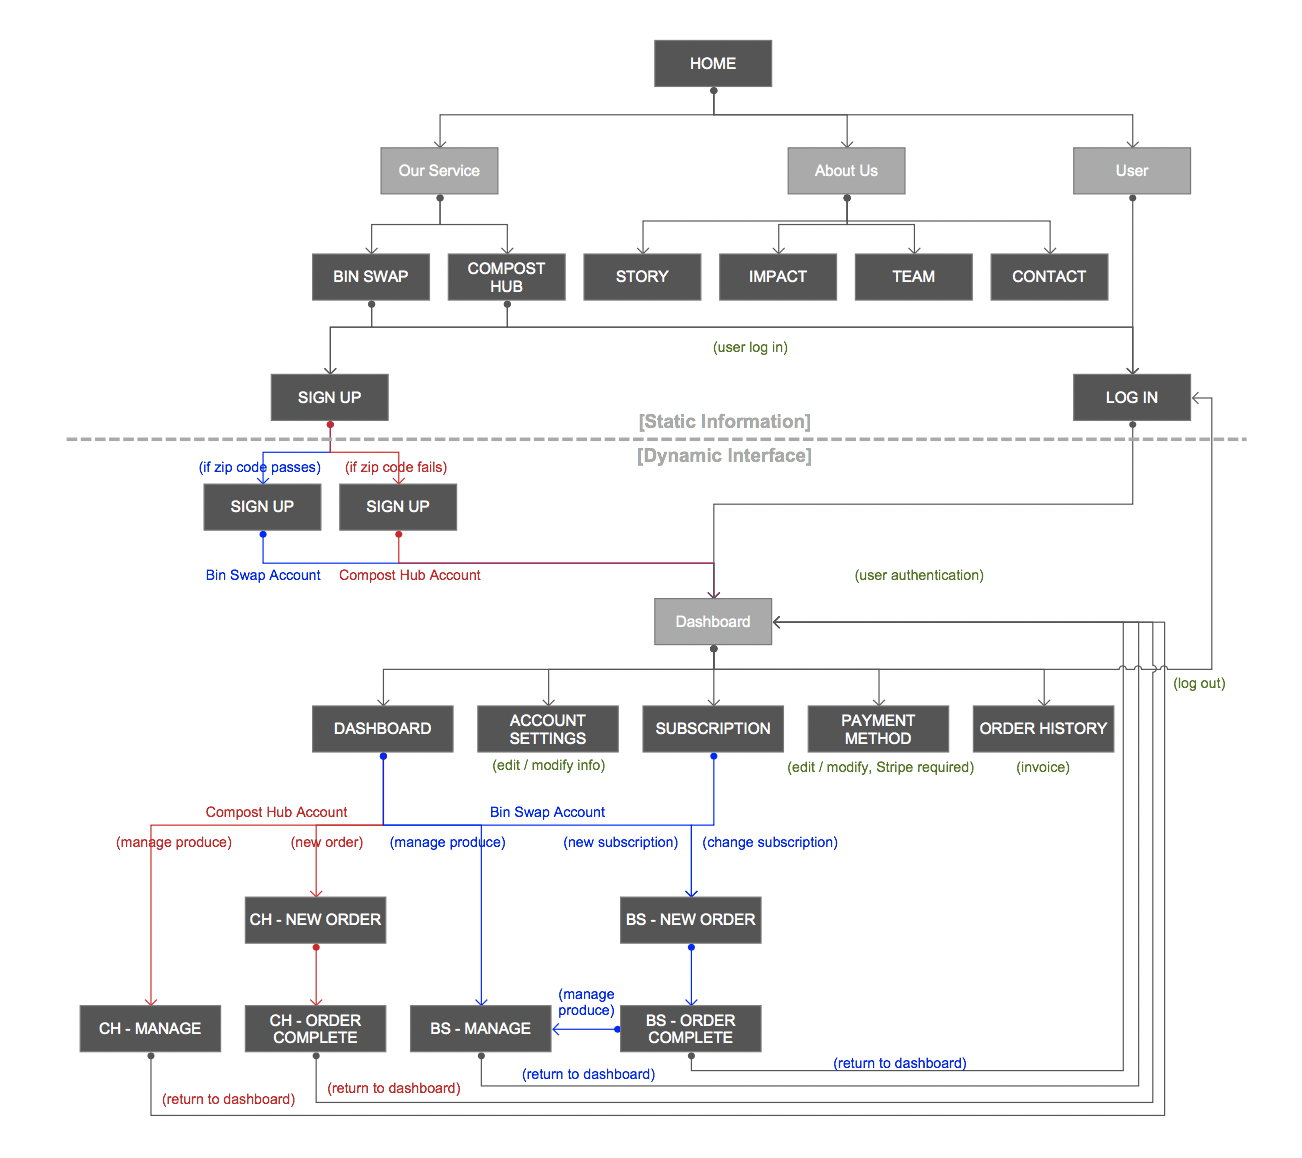 HOME
Our Service
About Us
User
BIN SWAP
COMPOST
HUB
STORY
IMPACT
TEAM
CONTACT
(user log in)
SIGN UP
LOG IN
[Static Information]
[Dynamic Interface]
(if zip code passes)
(if zip code fails)
SIGN UP
SIGN UP
Bin Swap Account
Compost Hub Account
(user authentication)
Dashboard
(log out)
DASHBOARD
ACCOUNT
SETTINGS
SUBSCRIPTION
PAYMENT
METHOD
ORDER HISTORY
(edit / modify info)
(edit / modify, Stripe required)
(invoice)
Compost Hub Account
Bin Swap Account
(manage produce)
(new order)
(manage produce)
(new subscription)
(change subscription)
CH - NEW ORDER
BS - NEW ORDER
(manage
produce)
CH - MANAGE
CH - ORDER
COMPLETE
BS - MANAGE
BS - ORDER
COMPLETE
(return to dashboard)
(return to dashboard)
(return to dashboard)
(return to dashboard)